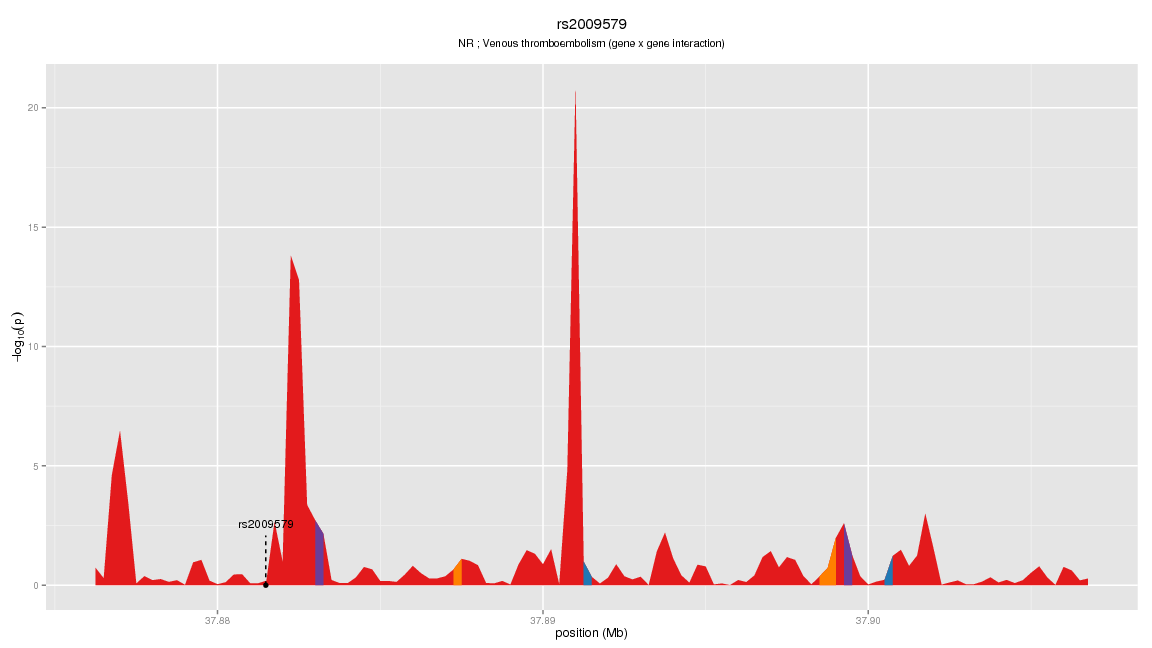 rs2009579
NR ; Venous thromboembolism (gene x gene interaction)
20
15
10
5
0
−log10(p)
rs2009579
37.88
37.89
37.90
position (Mb)